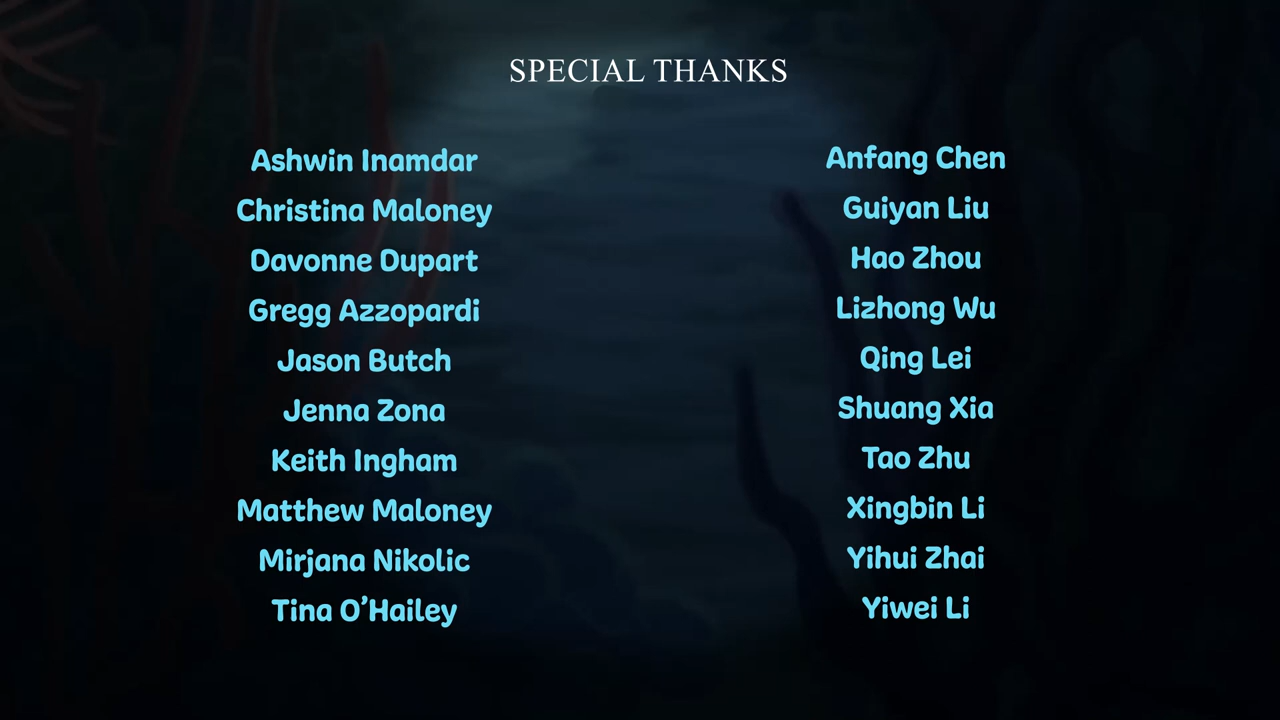 SPECIAL THANKS
Ashwin Inamdar
Christina Maloney
Davonne Dupart
Gregg Azzopardi
Jason Butch
Jenna Zona
Keith Ingham
Matthew Maloney
Mirjana Nikolic
Tina O’Hailey
Anfang Chen
Guiyan Liu
Hao Zhou
Lizhong Wu
Qing Lei
Shuang Xia
Tao Zhu
Xingbin Li
Yihui Zhai
Yiwei Li